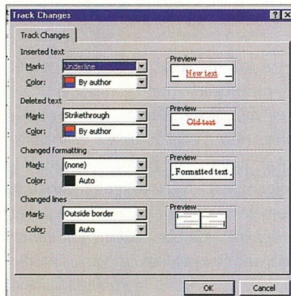 Track Changes
Track Changes
Inserted text
Mark: Underline
Color: By author
Preview
New text
Deleted text
Mark: Strikethrough
Color: By author
Preview
Old text
Changed formatting
Mark: (none)
Color: Auto
Preview
Formatted text
Changed lines
Mark: Outside border
Color: Auto
Preview
OK Cancel